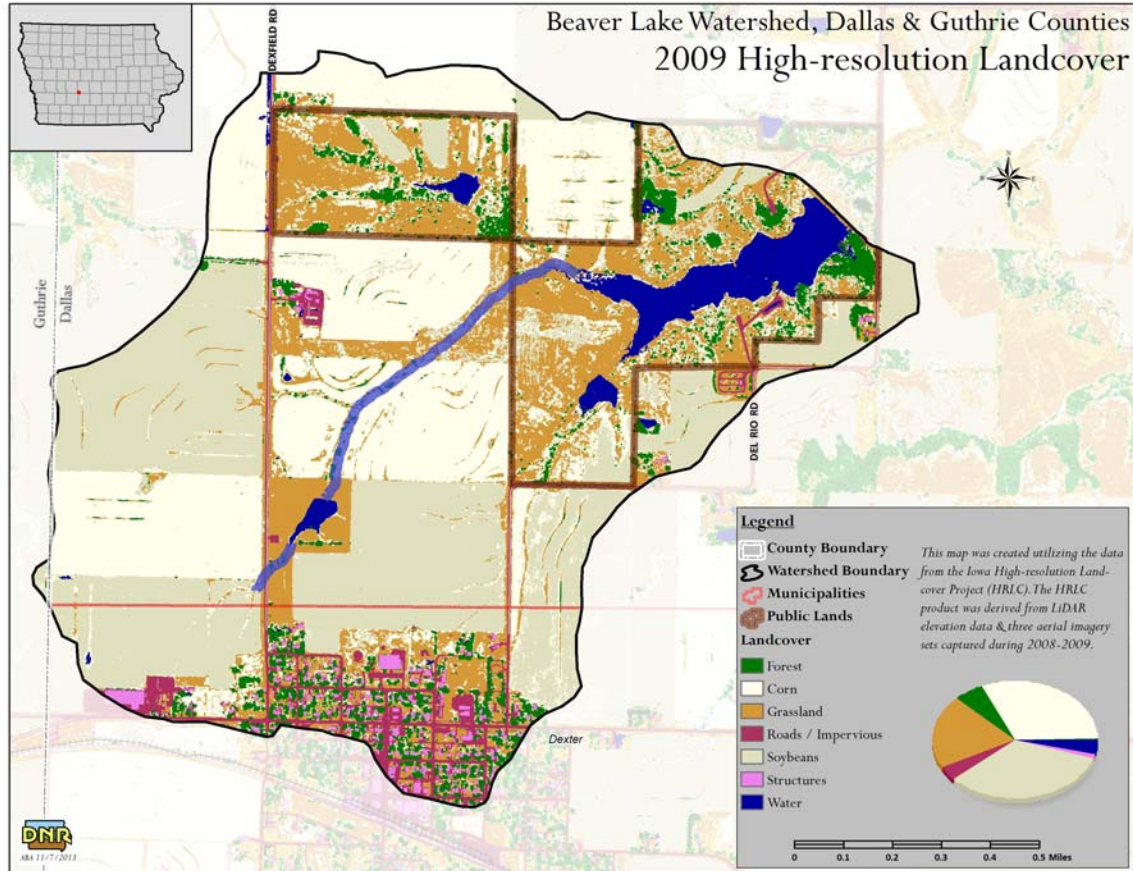 Beaver Lake Watershed, Dallas & Guthrie Counties
2009 High-resolution Landcover
DEXFIELD RD
Guthrie
Dallas
DEL RIO RD
Dexter
Legend
County Boundary
Watershed Boundary
Municipalities
Public Lands
Landcover
Forest
Corn
Grassland
Roads / Impervious
Soybeans
Structures
Water
This map was created utilizing the data
from the Iowa High-resolution Land-
cover Project (HRLC). The HRLC
product was derived from LiDAR
elevation data & three aerial imagery
sets captured during 2008-2009.
0 0.1 0.2 0.3 0.4 0.5 Miles
DNR
ABA 11/7/2013